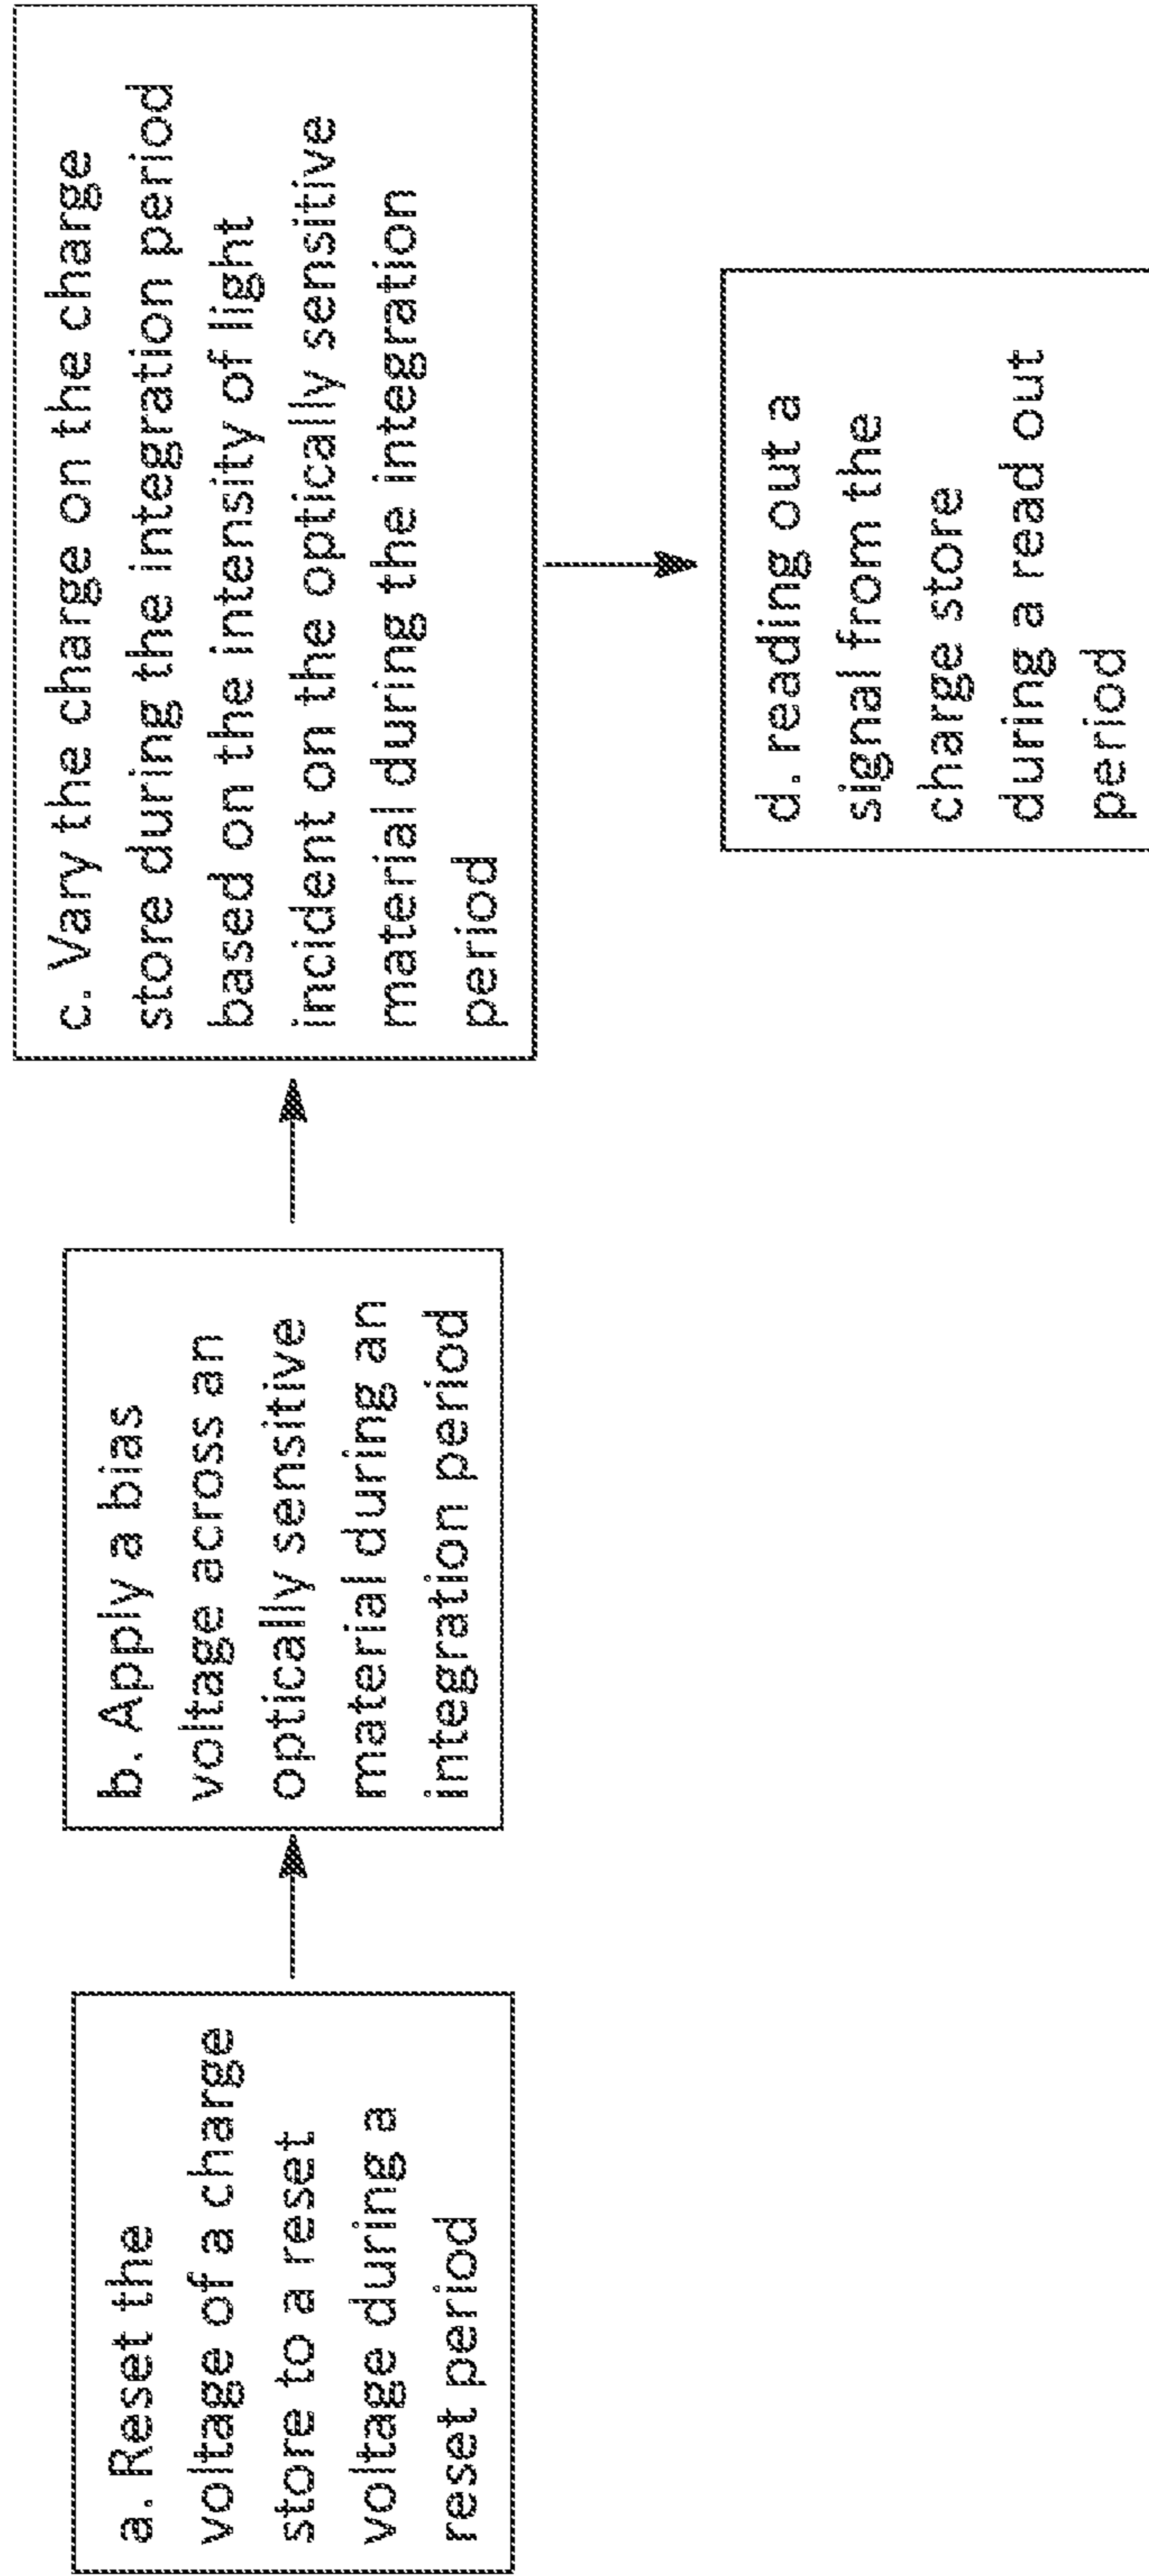 a. Reset the
voltage of a charge
store to a reset
voltage during a
reset period
b. Apply a bias
voltage across an
optically sensitive
material during an
integration period
c. Vary the charge on the charge
store during the integration period
based on the intensity of light
incident on the optically sensitive
material during the integration
period
d. reading out a
signal from the
charge store
during a read out
period